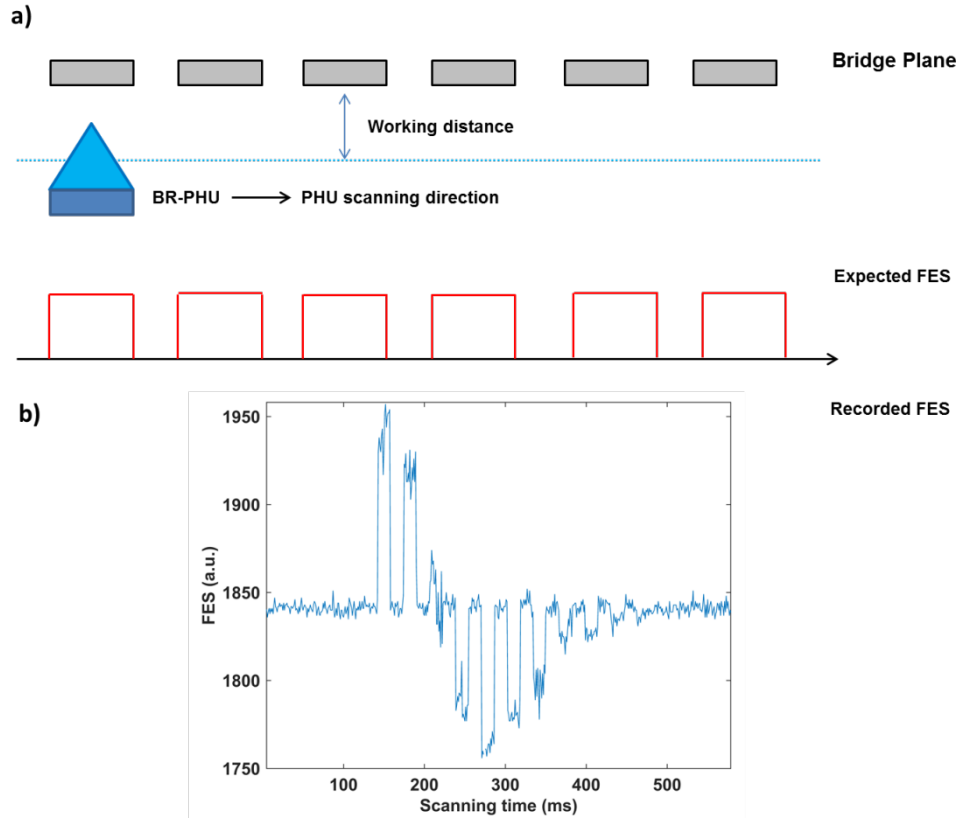 a)
Bridge Plane
Working distance
BR-PHU
PHU scanning direction
Expected FES
b)
Recorded FES
1950
1900
1850
1800
1750
FES (a.u.)
100 200 300 400 500
Scanning time (ms)